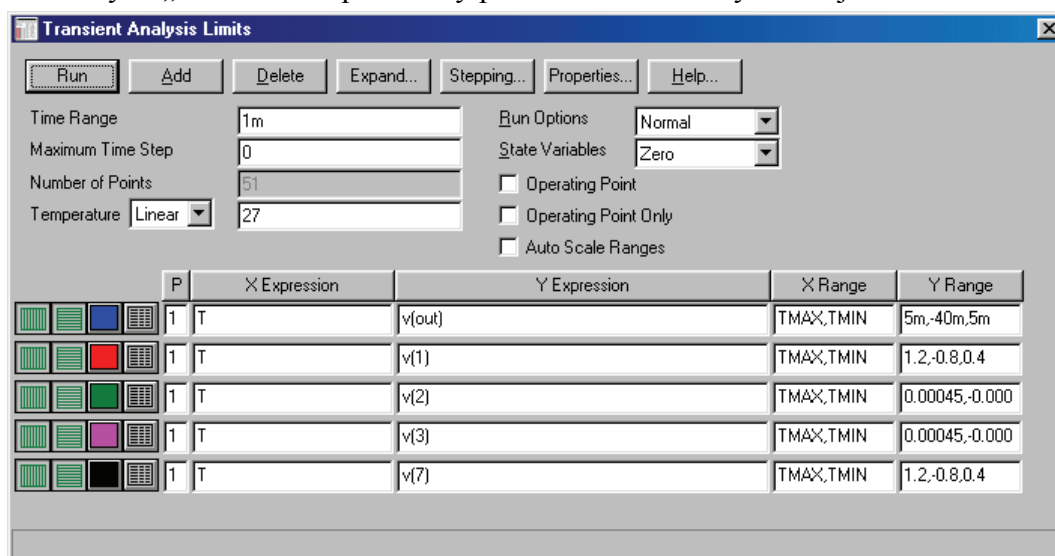 Transient Analysis Limits
Run Add Delete Expand... Stepping... Properties... Help...
Time Range 1m Run Options Normal
Maximum Time Step 0 State Variables Zero
Number of Points 51 Operating Point
Temperature Linear 27 Operating Point Only
Auto Scale Ranges
P X Expression Y Expression X Range Y Range
1 T v(out) TMAX,TMIN 5m,-40m,5m
1 T v(1) TMAX,TMIN 1.2,-0.8,0.4
1 T v(2) TMAX,TMIN 0.00045,-0.000
1 T v(3) TMAX,TMIN 0.00045,-0.000
1 T v(7) TMAX,TMIN 1.2,-0.8,0.4